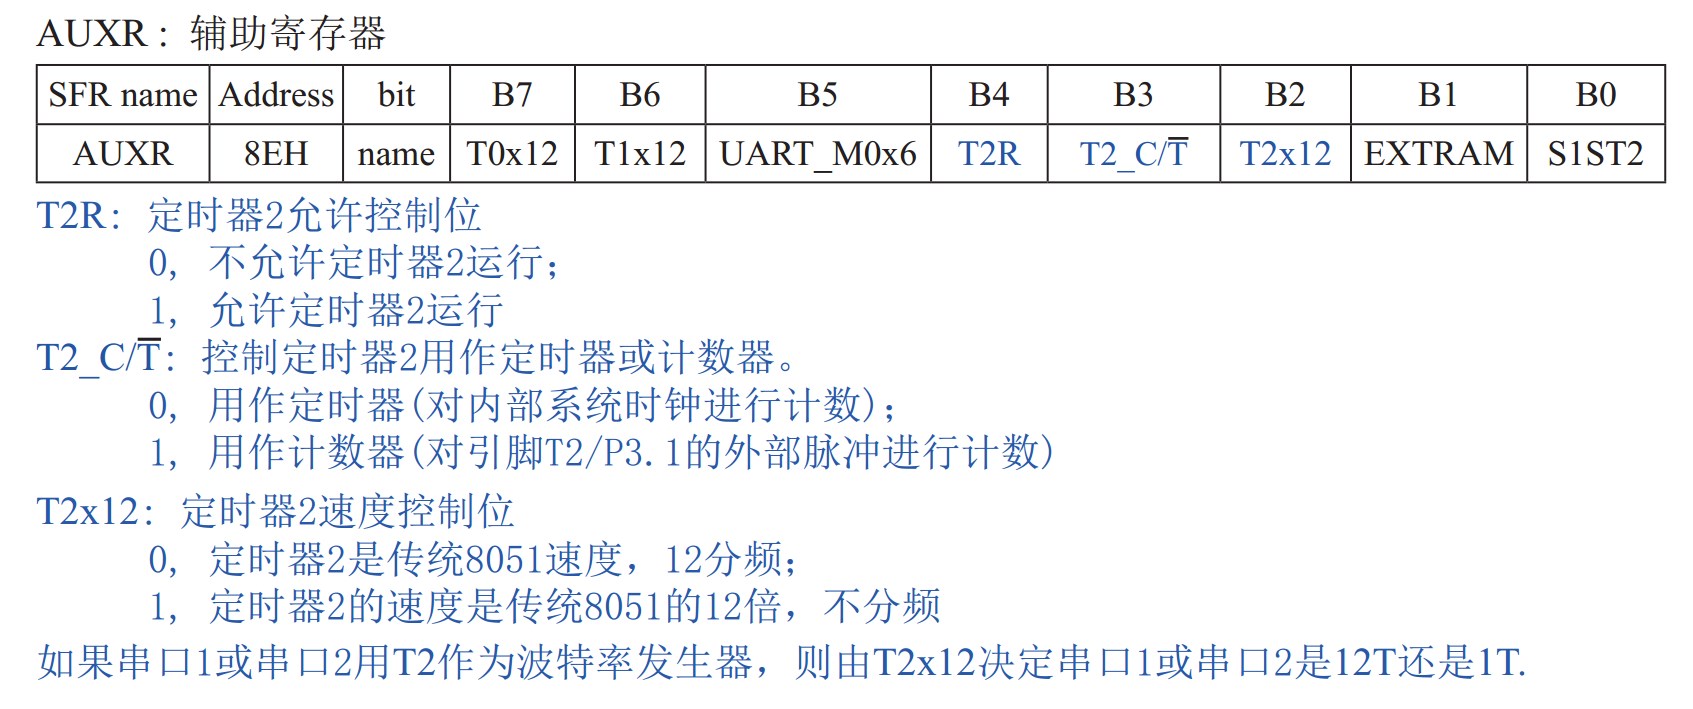 AUXR : 辅助寄存器
SFR name Address bit B7 B6 B5 B4 B3 B2 B1 B0
AUXR 8EH name T0x12 T1x12 UART_M0x6 T2R T2_C/T̅ T2x12 EXTRAM S1ST2
T2R: 定时器2允许控制位
0, 不允许定时器2运行;
1, 允许定时器2运行
T2_C/T̅: 控制定时器2用作定时器或计数器。
0, 用作定时器(对内部系统时钟进行计数);
1, 用作计数器(对引脚T2/P3.1的外部脉冲进行计数)
T2x12: 定时器2速度控制位
0, 定时器2是传统8051速度，12分频;
1, 定时器2的速度是传统8051的12倍，不分频
如果串口1或串口2用T2作为波特率发生器，则由T2x12决定串口1或串口2是12T还是1T.